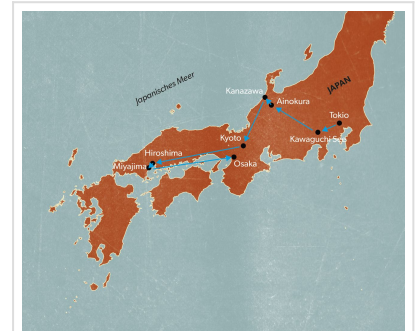 Japanisches Meer
JAPAN
Kanazawa
Ainokura
Tokio
Kawaguchi See
Kyoto
Hiroshima
Miyajima
Osaka